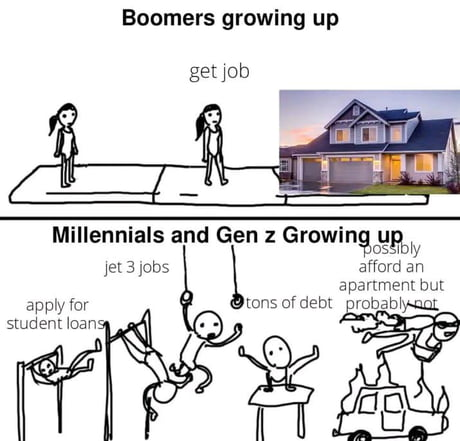 Boomers growing up
get job
Millennials and Gen z Growing up
jet 3 jobs
possibly
afford an
apartment but
probably not
tons of debt
apply for
student loans